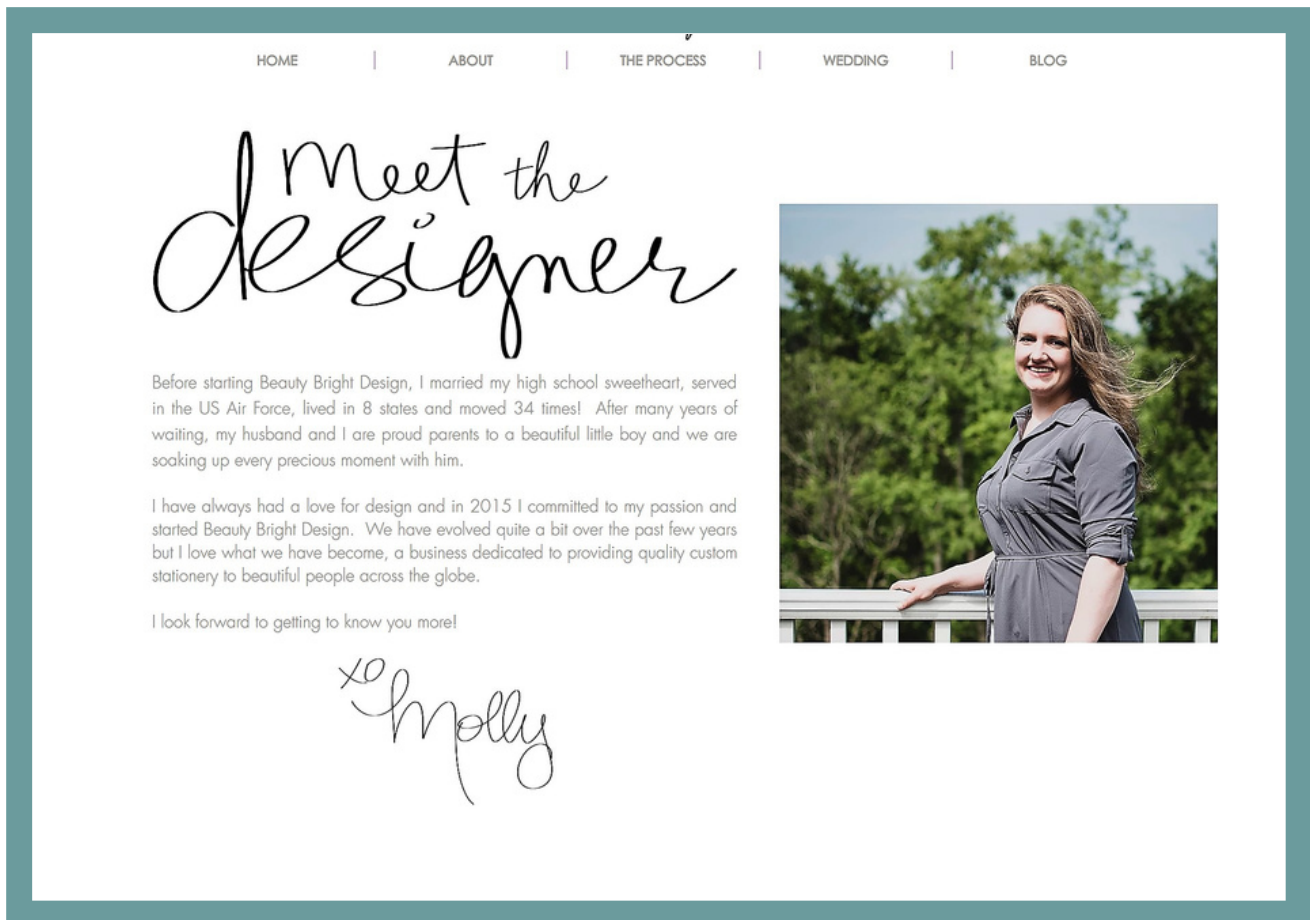 HOME | ABOUT | THE PROCESS | WEDDING | BLOG
Meet the
designer
Before starting Beauty Bright Design, I married my high school sweetheart, served
in the US Air Force, lived in 8 states and moved 34 times!  After many years of
waiting, my husband and I are proud parents to a beautiful little boy and we are
soaking up every precious moment with him.
I have always had a love for design and in 2015 I committed to my passion and
started Beauty Bright Design.  We have evolved quite a bit over the past few years
but I love what we have become, a business dedicated to providing quality custom
stationery to beautiful people across the globe.
I look forward to getting to know you more!
xo
Molly